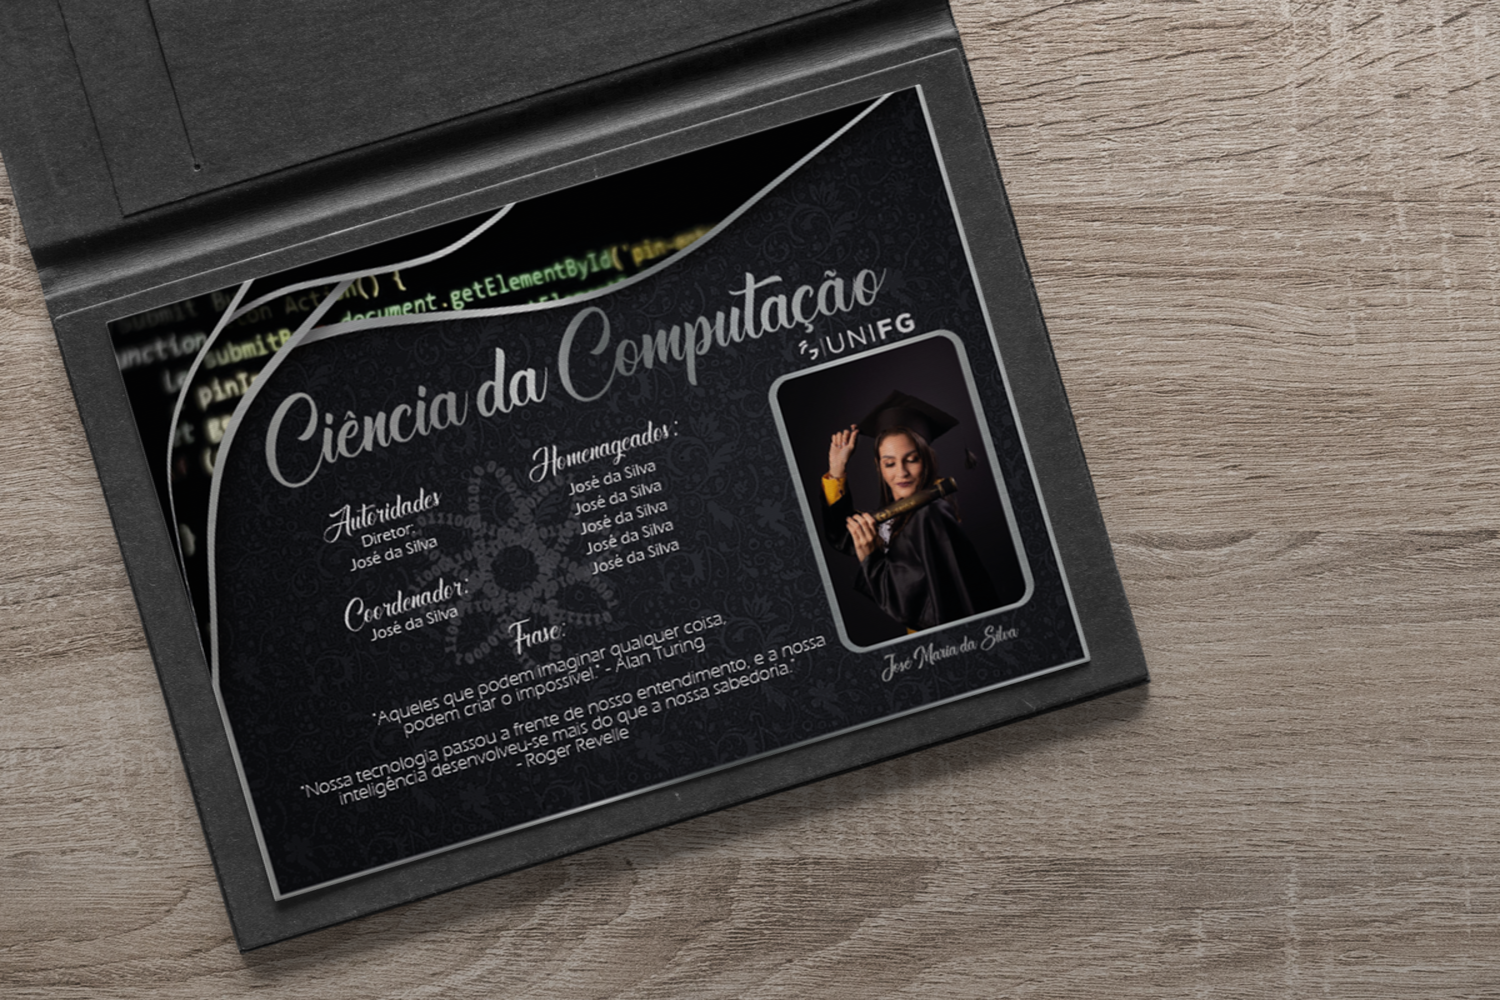 Action() {
document.getElementById('pin-
unction
submitB
Ciência da Computação
UNIFG
Autoridades
Diretor:
José da Silva
Coordenador:
José da Silva
Homenageados:
José da Silva
José da Silva
José da Silva
José da Silva
José da Silva
Frase:
"Aqueles que podem imaginar qualquer coisa,
podem criar o impossível." - Alan Turing
"Nossa tecnologia passou a frente de nosso entendimento, e a nossa
inteligência desenvolveu-se mais do que a nossa sabedoria."
- Roger Revelle
José Maria da Silva